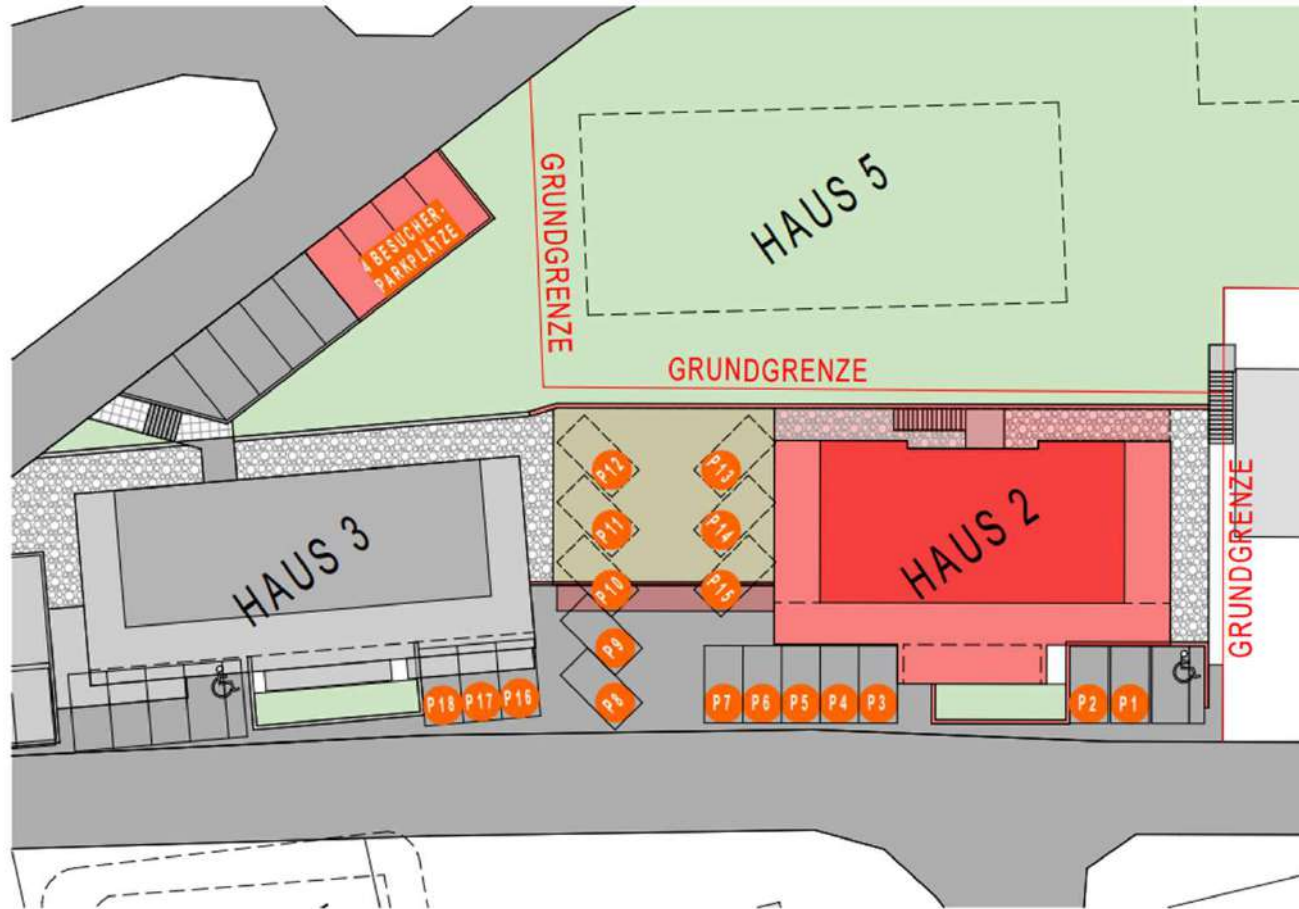 GRUNDGRENZE
HAUS 5
4 BESUCHER-
PARKPLÄTZE
GRUNDGRENZE
P12
P13
P11
P14
HAUS 3
HAUS 2
GRUNDGRENZE
P10
P15
P9
P18
P17
P16
P8
P7
P6
P5
P4
P3
P2
P1